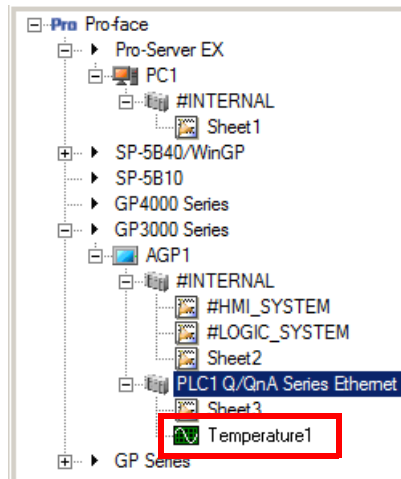 Pro Pro-face
Pro-Server EX
PC1
#INTERNAL
Sheet1
SP-5B40/WinGP
SP-5B10
GP4000 Series
GP3000 Series
AGP1
#INTERNAL
#HMI_SYSTEM
#LOGIC_SYSTEM
Sheet2
PLC1 Q/QnA Series Ethernet
Sheet3
Temperature1
GP Series